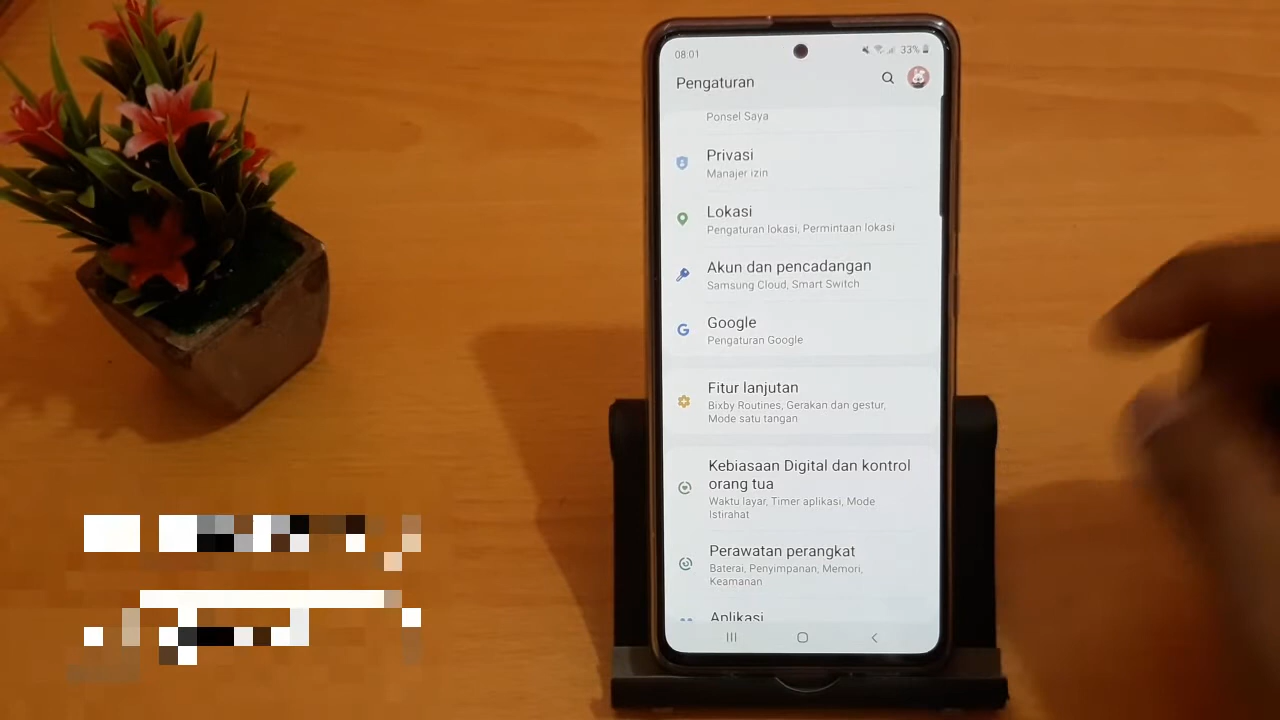 08:01
33%
Pengaturan
Ponsel Saya
Privasi
Manajer izin
Lokasi
Pengaturan lokasi, Permintaan lokasi
Akun dan pencadangan
Samsung Cloud, Smart Switch
Google
Pengaturan Google
Fitur lanjutan
Bixby Routines, Gerakan dan gestur,
Mode satu tangan
Kebiasaan Digital dan kontrol
orang tua
Waktu layar, Timer aplikasi, Mode
Istirahat
Perawatan perangkat
Baterai, Penyimpanan, Memori,
Keamanan
Aplikasi